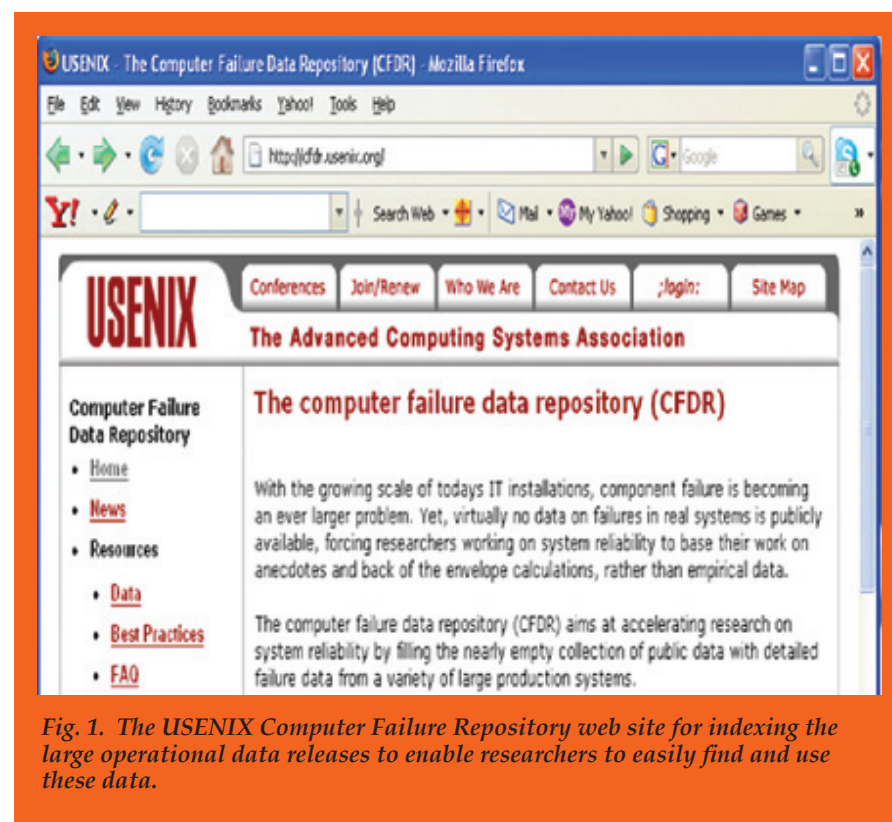 USENIX - The Computer Failure Data Repository (CFDR) - Mozilla Firefox
File Edit View History Bookmarks Yahoo! Tools Help
http://cfdr.usenix.org/ G Google
Y! Search Web Mail My Yahoo! Shopping Games »
USENIX
Conferences Join/Renew Who We Are Contact Us ;login: Site Map
The Advanced Computing Systems Association
Computer Failure
Data Repository
• Home
• News
• Resources
• Data
• Best Practices
• FAQ
The computer failure data repository (CFDR)
With the growing scale of todays IT installations, component failure is becoming
an ever larger problem. Yet, virtually no data on failures in real systems is publicly
available, forcing researchers working on system reliability to base their work on
anecdotes and back of the envelope calculations, rather than empirical data.
The computer failure data repository (CFDR) aims at accelerating research on
system reliability by filling the nearly empty collection of public data with detailed
failure data from a variety of large production systems.
Fig. 1. The USENIX Computer Failure Repository web site for indexing the
large operational data releases to enable researchers to easily find and use
these data.